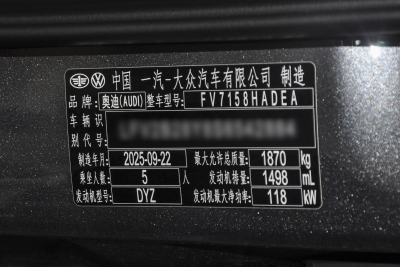 中国 一汽-大众汽车有限公司 制造
品牌: 奥迪(AUDI) 整车型号: FV7158HADEA
车辆识
别代号:
制造年月 2025-09-22 最大允许总质量: 1870 kg
乘坐人数 5 人 发动机排量: 1498 mL
发动机型号: DYZ 发动机最大净功率: 118 kW